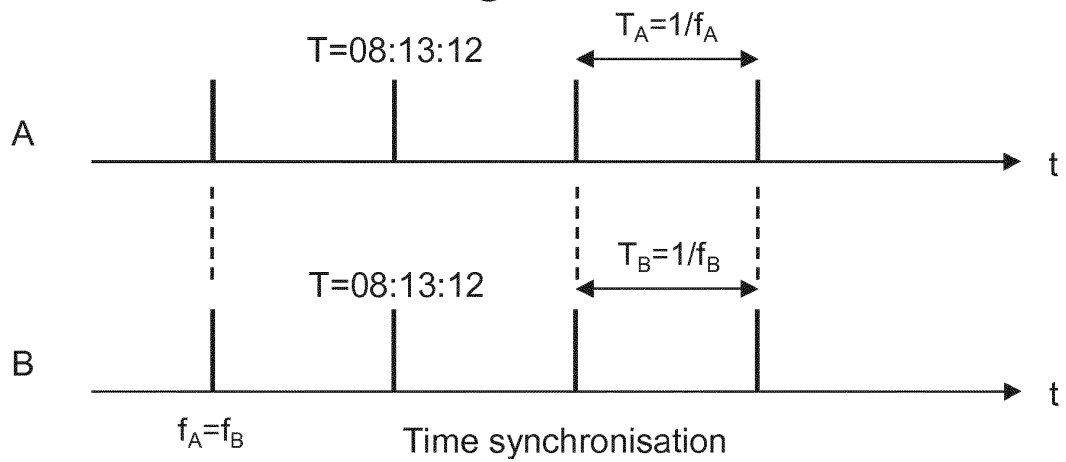 T_A=1/f_A
T=08:13:12
A
t
T_B=1/f_B
T=08:13:12
B
t
f_A=f_B
Time synchronisation